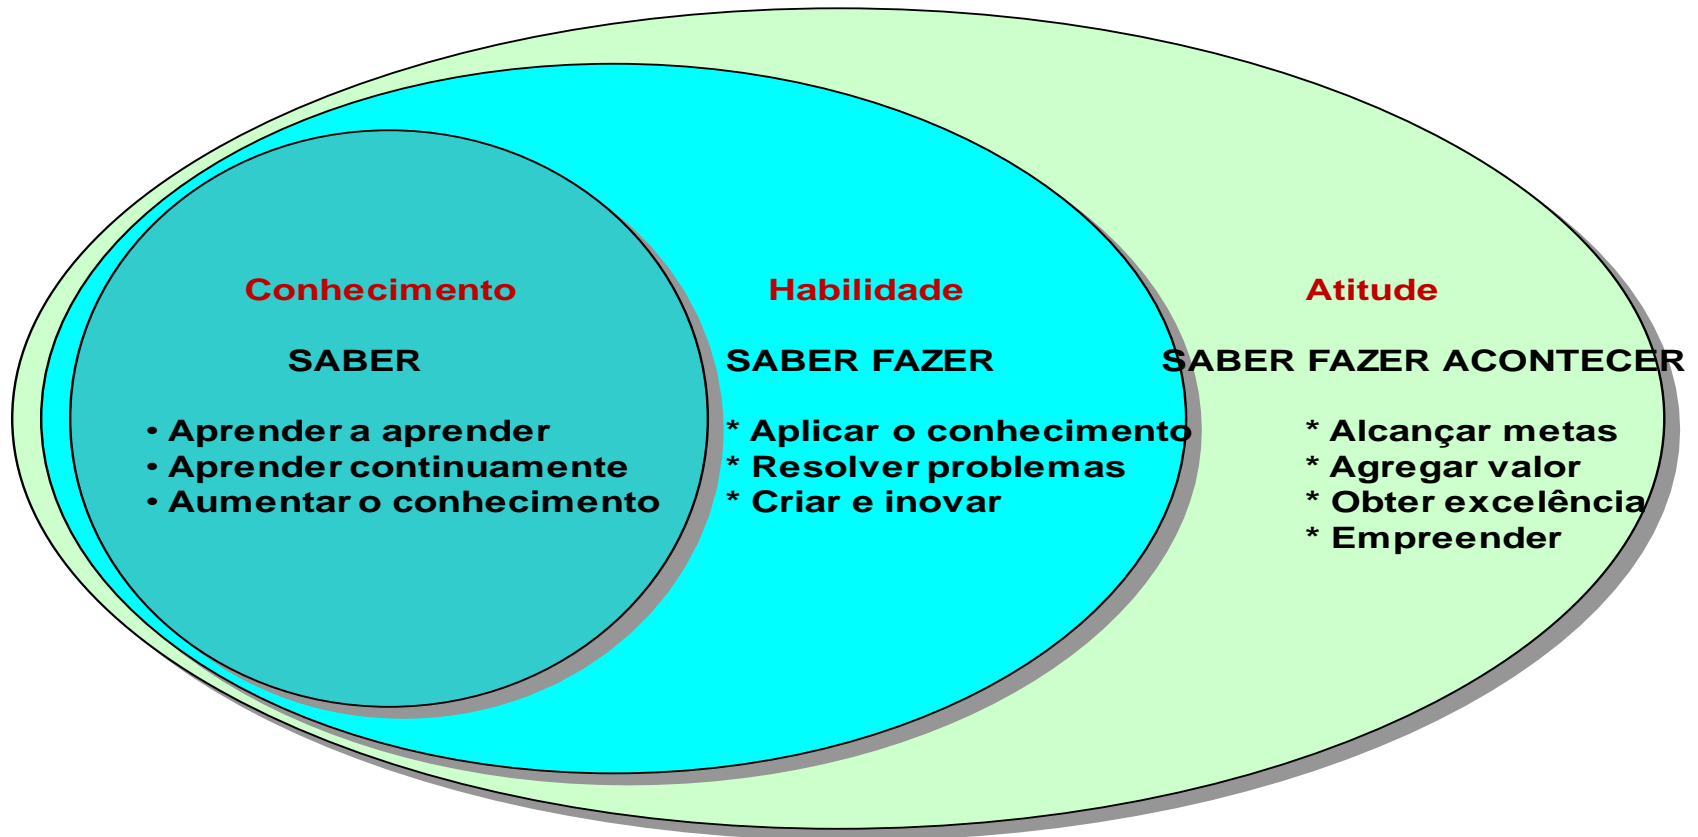 Conhecimento
SABER
• Aprender a aprender
• Aprender continuamente
• Aumentar o conhecimento
Habilidade
SABER FAZER
* Aplicar o conhecimento
* Resolver problemas
* Criar e inovar
Atitude
SABER FAZER ACONTECER
* Alcançar metas
* Agregar valor
* Obter excelência
* Empreender